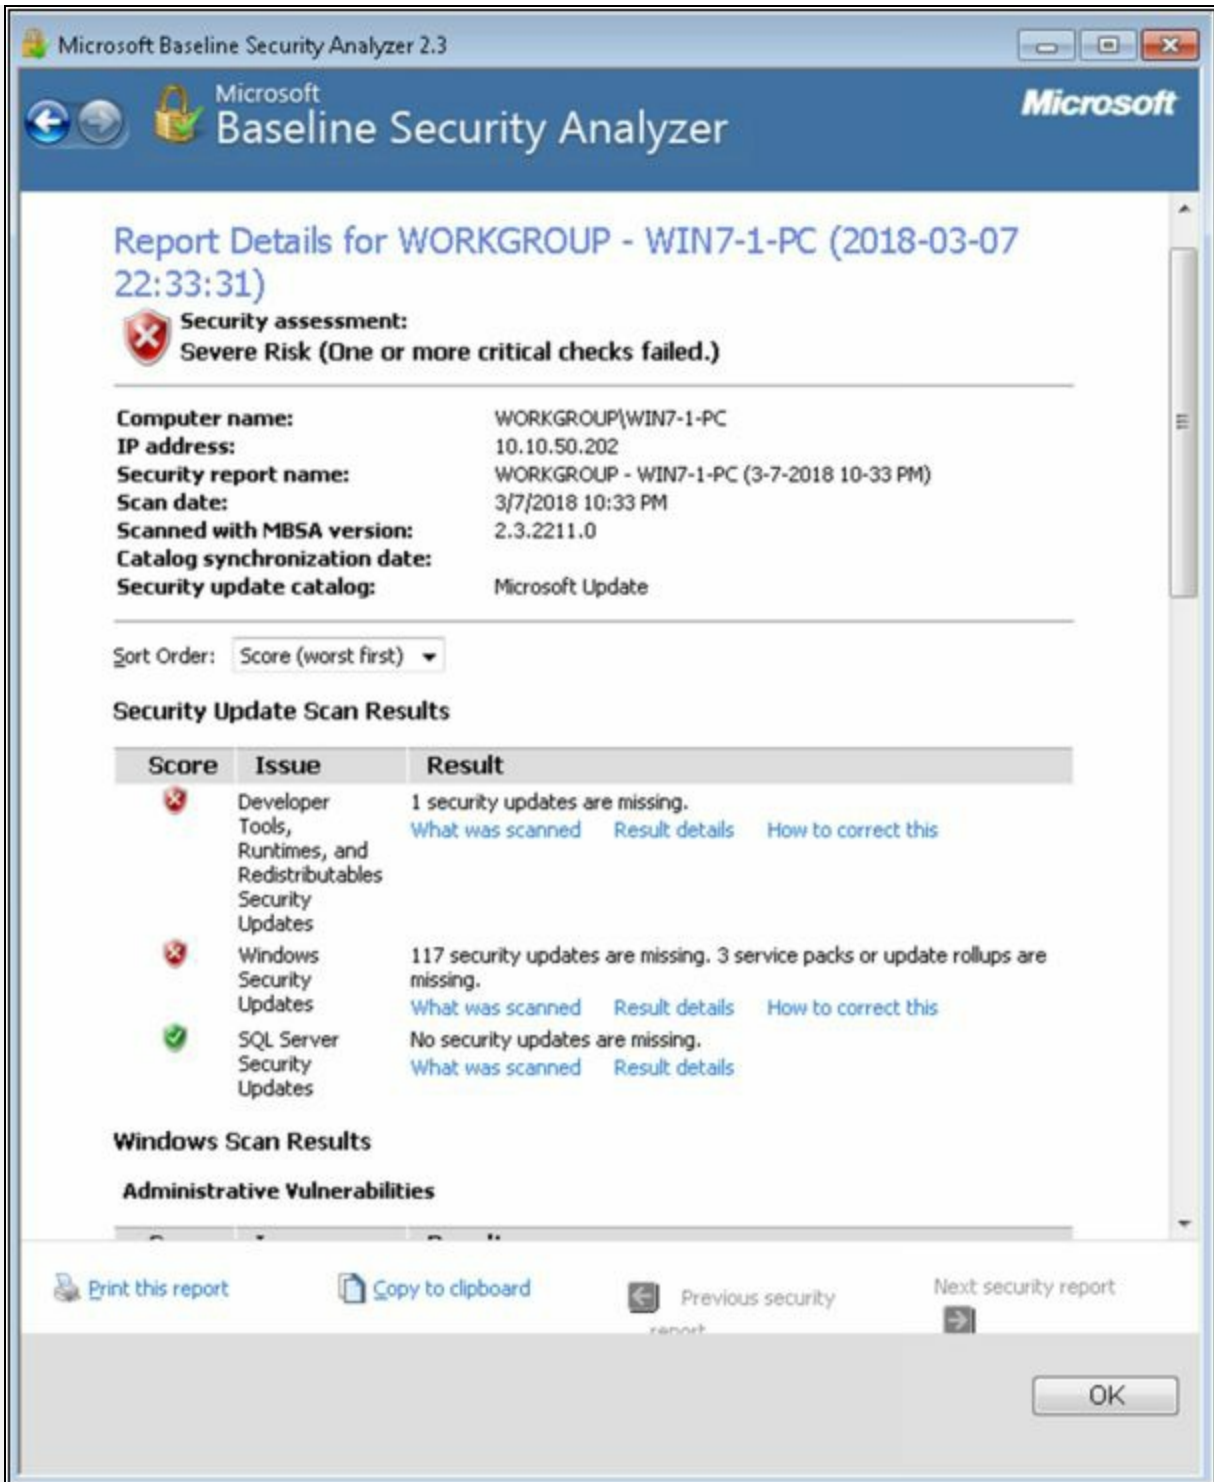 Microsoft Baseline Security Analyzer 2.3
Microsoft
Baseline Security Analyzer
Microsoft
Report Details for WORKGROUP - WIN7-1-PC (2018-03-07
22:33:31)
Security assessment:
Severe Risk (One or more critical checks failed.)
Computer name: WORKGROUP\WIN7-1-PC
IP address: 10.10.50.202
Security report name: WORKGROUP - WIN7-1-PC (3-7-2018 10-33 PM)
Scan date: 3/7/2018 10:33 PM
Scanned with MBSA version: 2.3.2211.0
Catalog synchronization date:
Security update catalog: Microsoft Update
Sort Order: Score (worst first)
Security Update Scan Results
Score Issue Result
Developer 1 security updates are missing.
Tools, What was scanned Result details How to correct this
Runtimes, and
Redistributables
Security
Updates
Windows 117 security updates are missing. 3 service packs or update rollups are
Security missing.
Updates What was scanned Result details How to correct this
SQL Server No security updates are missing.
Security What was scanned Result details
Updates
Windows Scan Results
Administrative Vulnerabilities
Print this report Copy to clipboard Previous security Next security report
report
OK